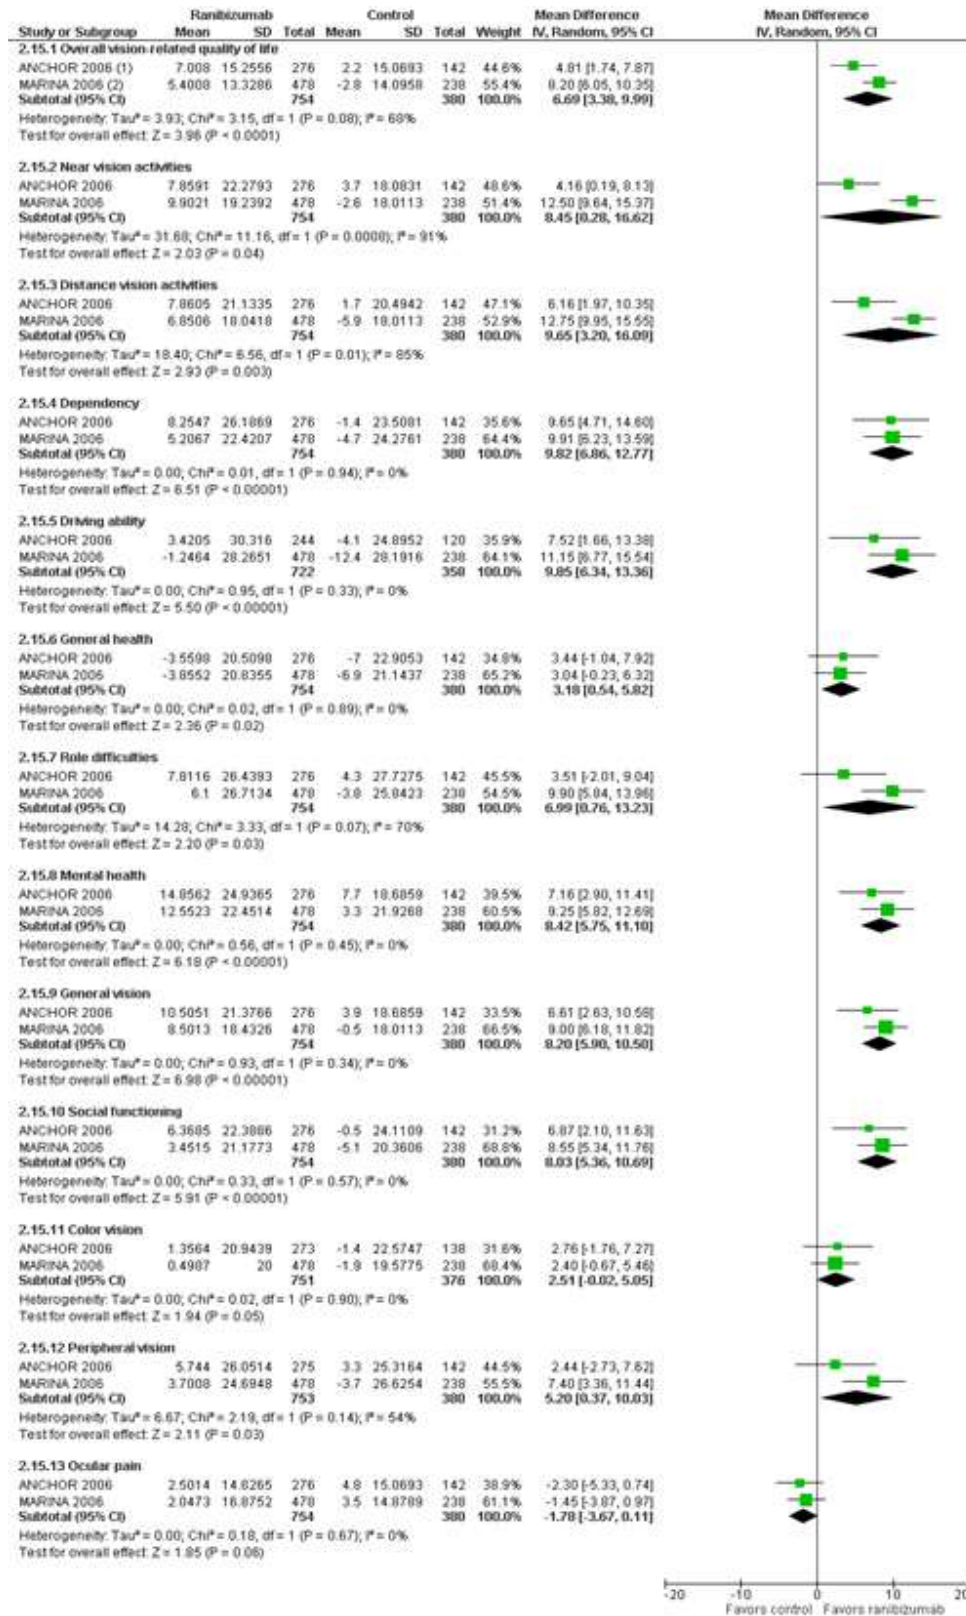 Ranibizumab Control Mean Difference Mean Difference
Study or Subgroup Mean SD Total Mean SD Total Weight IV, Random, 95% CI IV, Random, 95% CI
2.15.1 Overall vision-related quality of life
ANCHOR 2006 (1) 7.008 15.2556 276 2.2 15.0693 142 44.6% 4.81 [1.74, 7.87]
MARINA 2006 (2) 5.4008 13.3286 478 -2.8 14.0958 238 55.4% 8.20 [6.05, 10.35]
Subtotal (95% CI) 754 380 100.0% 6.69 [3.38, 9.99]
Heterogeneity: Tau² = 3.93; Chi² = 3.15, df = 1 (P = 0.08); I² = 68%
Test for overall effect: Z = 3.96 (P < 0.0001)
2.15.2 Near vision activities
ANCHOR 2006 7.8591 22.2793 276 3.7 18.0831 142 48.6% 4.16 [0.19, 8.13]
MARINA 2006 9.9021 19.2392 478 -2.6 18.0113 238 51.4% 12.50 [9.64, 15.37]
Subtotal (95% CI) 754 380 100.0% 8.45 [0.28, 16.62]
Heterogeneity: Tau² = 31.68; Chi² = 11.16, df = 1 (P = 0.0008); I² = 91%
Test for overall effect: Z = 2.03 (P = 0.04)
2.15.3 Distance vision activities
ANCHOR 2006 7.8605 21.1335 276 1.7 20.4942 142 47.1% 6.16 [1.97, 10.35]
MARINA 2006 6.8506 18.0418 478 -5.9 18.0113 238 52.9% 12.75 [9.95, 15.55]
Subtotal (95% CI) 754 380 100.0% 9.65 [3.20, 16.09]
Heterogeneity: Tau² = 18.40; Chi² = 6.56, df = 1 (P = 0.01); I² = 85%
Test for overall effect: Z = 2.93 (P = 0.003)
2.15.4 Dependency
ANCHOR 2006 8.2547 26.1869 276 -1.4 23.5081 142 35.6% 9.65 [4.71, 14.60]
MARINA 2006 5.2067 22.4207 478 -4.7 24.2761 238 64.4% 9.91 [6.23, 13.59]
Subtotal (95% CI) 754 380 100.0% 9.82 [6.86, 12.77]
Heterogeneity: Tau² = 0.00; Chi² = 0.01, df = 1 (P = 0.94); I² = 0%
Test for overall effect: Z = 6.51 (P < 0.00001)
2.15.5 Driving ability
ANCHOR 2006 3.4205 30.316 244 -4.1 24.8952 120 35.9% 7.52 [1.66, 13.38]
MARINA 2006 -1.2464 28.2651 478 -12.4 28.1916 238 64.1% 11.15 [6.77, 15.54]
Subtotal (95% CI) 722 358 100.0% 9.85 [6.34, 13.36]
Heterogeneity: Tau² = 0.00; Chi² = 0.95, df = 1 (P = 0.33); I² = 0%
Test for overall effect: Z = 5.50 (P < 0.00001)
2.15.6 General health
ANCHOR 2006 -3.5598 20.5098 276 -7 22.9053 142 34.8% 3.44 [-1.04, 7.92]
MARINA 2006 -3.8552 20.8355 478 -6.9 21.1437 238 65.2% 3.04 [-0.23, 6.32]
Subtotal (95% CI) 754 380 100.0% 3.18 [0.54, 5.82]
Heterogeneity: Tau² = 0.00; Chi² = 0.02, df = 1 (P = 0.89); I² = 0%
Test for overall effect: Z = 2.36 (P = 0.02)
2.15.7 Role difficulties
ANCHOR 2006 7.8116 26.4393 276 4.3 27.7275 142 45.5% 3.51 [-2.01, 9.04]
MARINA 2006 6.1 26.7134 478 -3.8 25.8423 238 54.5% 9.90 [5.84, 13.96]
Subtotal (95% CI) 754 380 100.0% 6.99 [0.76, 13.23]
Heterogeneity: Tau² = 14.28; Chi² = 3.33, df = 1 (P = 0.07); I² = 70%
Test for overall effect: Z = 2.20 (P = 0.03)
2.15.8 Mental health
ANCHOR 2006 14.8562 24.9365 276 7.7 18.6859 142 39.5% 7.16 [2.90, 11.41]
MARINA 2006 12.5523 22.4514 478 3.3 21.9268 238 60.5% 9.25 [5.82, 12.69]
Subtotal (95% CI) 754 380 100.0% 8.42 [5.75, 11.10]
Heterogeneity: Tau² = 0.00; Chi² = 0.56, df = 1 (P = 0.45); I² = 0%
Test for overall effect: Z = 6.18 (P < 0.00001)
2.15.9 General vision
ANCHOR 2006 10.5051 21.3766 276 3.9 18.6859 142 33.5% 6.61 [2.63, 10.58]
MARINA 2006 8.5013 18.4326 478 -0.5 18.0113 238 66.5% 9.00 [6.18, 11.82]
Subtotal (95% CI) 754 380 100.0% 8.20 [5.90, 10.50]
Heterogeneity: Tau² = 0.00; Chi² = 0.93, df = 1 (P = 0.34); I² = 0%
Test for overall effect: Z = 6.98 (P < 0.00001)
2.15.10 Social functioning
ANCHOR 2006 6.3685 22.3886 276 -0.5 24.1109 142 31.2% 6.87 [2.10, 11.63]
MARINA 2006 3.4515 21.1773 478 -5.1 20.3606 238 68.8% 8.55 [5.34, 11.76]
Subtotal (95% CI) 754 380 100.0% 8.03 [5.36, 10.69]
Heterogeneity: Tau² = 0.00; Chi² = 0.33, df = 1 (P = 0.57); I² = 0%
Test for overall effect: Z = 5.91 (P < 0.00001)
2.15.11 Color vision
ANCHOR 2006 1.3564 20.9439 273 -1.4 22.5747 138 31.6% 2.76 [-1.76, 7.27]
MARINA 2006 0.4987 20 478 -1.9 19.5775 238 68.4% 2.40 [-0.67, 5.46]
Subtotal (95% CI) 751 376 100.0% 2.51 [-0.02, 5.05]
Heterogeneity: Tau² = 0.00; Chi² = 0.02, df = 1 (P = 0.90); I² = 0%
Test for overall effect: Z = 1.94 (P = 0.05)
2.15.12 Peripheral vision
ANCHOR 2006 5.744 26.0514 275 3.3 25.3164 142 44.5% 2.44 [-2.73, 7.62]
MARINA 2006 3.7008 24.6948 478 -3.7 26.6254 238 55.5% 7.40 [3.36, 11.44]
Subtotal (95% CI) 753 380 100.0% 5.20 [0.37, 10.03]
Heterogeneity: Tau² = 6.67; Chi² = 2.19, df = 1 (P = 0.14); I² = 54%
Test for overall effect: Z = 2.11 (P = 0.03)
2.15.13 Ocular pain
ANCHOR 2006 2.5014 14.8265 276 4.8 15.0693 142 38.9% -2.30 [-5.33, 0.74]
MARINA 2006 2.0473 16.8752 478 3.5 14.8789 238 61.1% -1.45 [-3.87, 0.97]
Subtotal (95% CI) 754 380 100.0% -1.78 [-3.67, 0.11]
Heterogeneity: Tau² = 0.00; Chi² = 0.18, df = 1 (P = 0.67); I² = 0%
Test for overall effect: Z = 1.85 (P = 0.06)
-20 -10 0 10 20
Favors control Favors ranibizumab